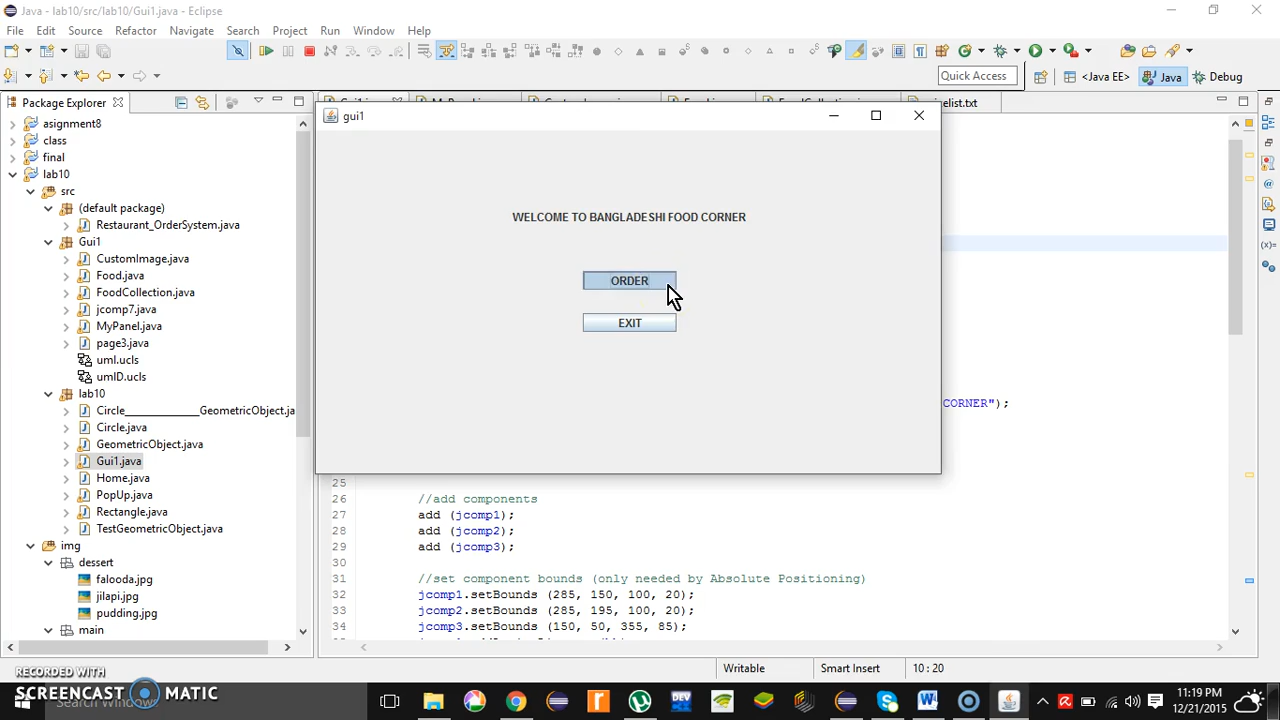 Java - lab10/src/lab10/Gui1.java - Eclipse
File Edit Source Refactor Navigate Search Project Run Window Help
Quick Access
<Java EE> Java Debug
Package Explorer
asignment8
class
final
lab10
src
(default package)
Restaurant_OrderSystem.java
Gui1
CustomImage.java
Food.java
FoodCollection.java
jcomp7.java
MyPanel.java
page3.java
uml.ucls
umlD.ucls
lab10
Circle____________GeometricObject.ja
Circle.java
GeometricObject.java
Gui1.java
Home.java
PopUp.java
Rectangle.java
TestGeometricObject.java
img
dessert
falooda.jpg
jilapi.jpg
pudding.jpg
main
gui1
WELCOME TO BANGLADESHI FOOD CORNER
ORDER
EXIT
CORNER");
25
26 //add components
27 add (jcomp1);
28 add (jcomp2);
29 add (jcomp3);
30
31 //set component bounds (only needed by Absolute Positioning)
32 jcomp1.setBounds (285, 150, 100, 20);
33 jcomp2.setBounds (285, 195, 100, 20);
34 jcomp3.setBounds (150, 50, 355, 85);
Writable Smart Insert 10 : 20
RECORDED WITH
SCREENCAST MATIC
Search Windows
DEV
11:19 PM
12/21/2015